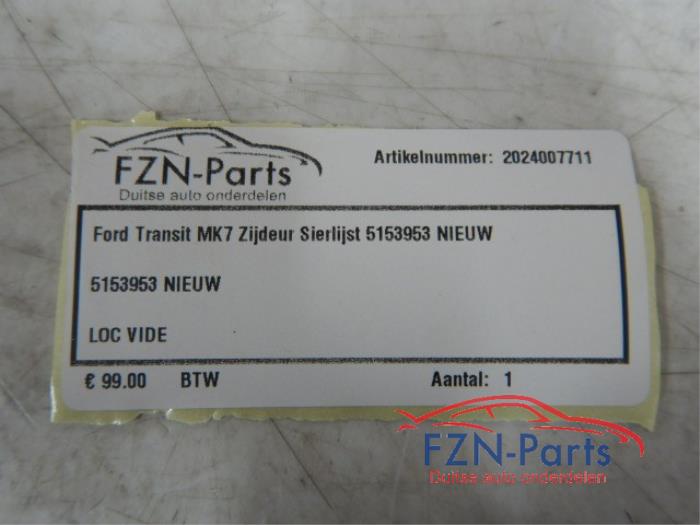 FZN-Parts
Duitse auto onderdelen
Artikelnummer: 2024007711
Ford Transit MK7 Zijdeur Sierlijst 5153953 NIEUW
5153953 NIEUW
LOC VIDE
€ 99.00 BTW Aantal: 1
FZN-Parts
Duitse auto onderdelen